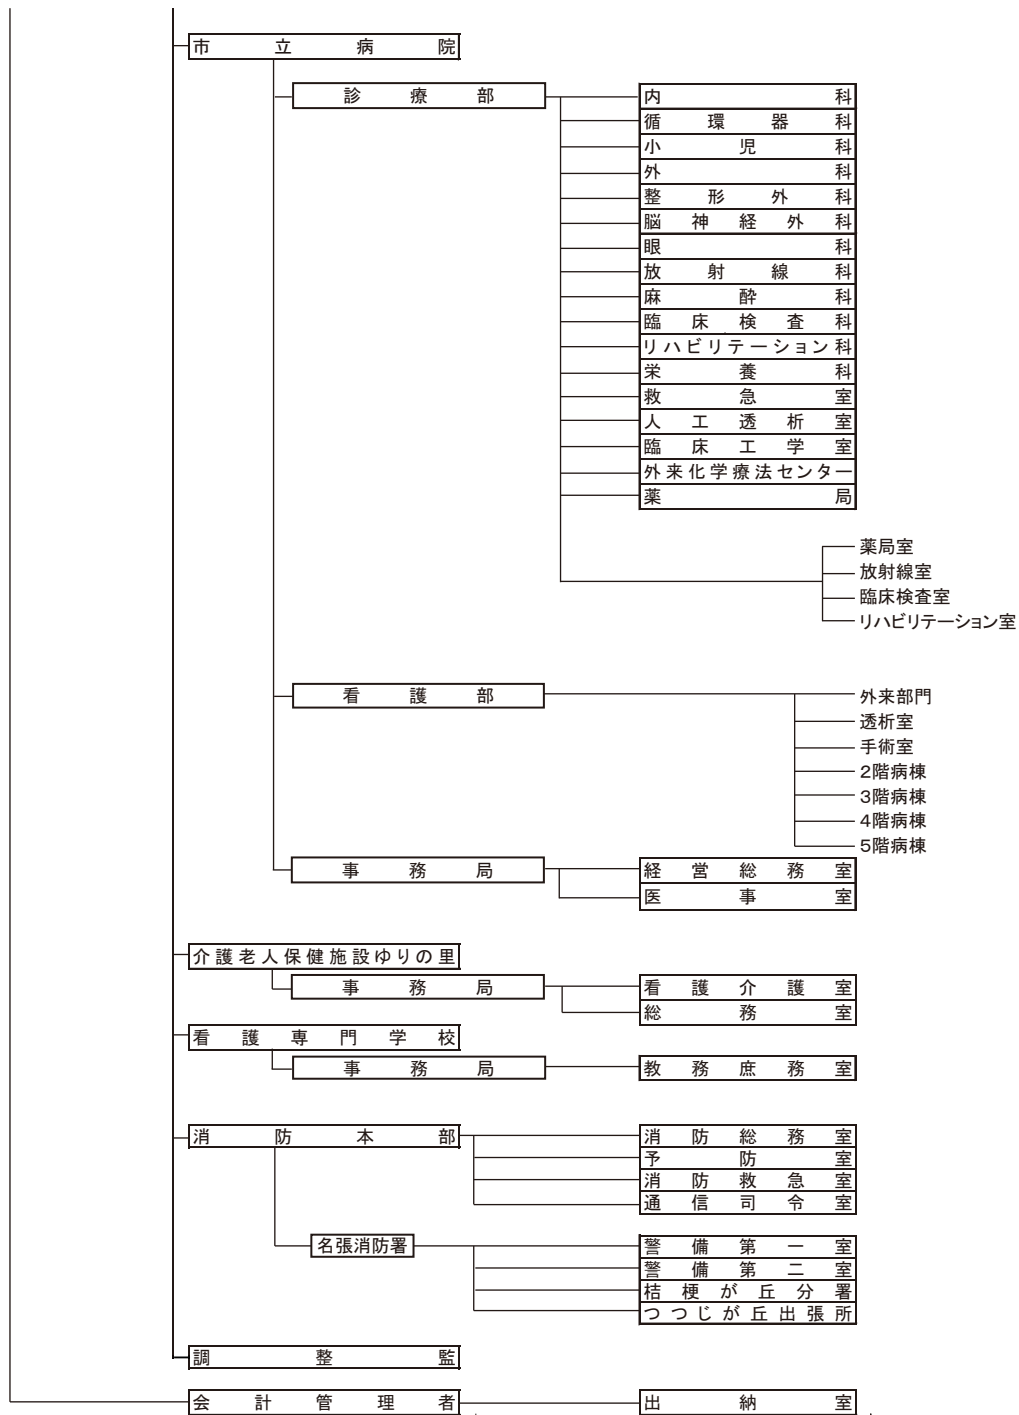 市立病院
診療部
内科
循環器科
小児科
外科
整形外科
脳神経外科
眼科
放射線科
麻酔科
臨床検査科
リハビリテーション科
栄養科
救急室
人工透析室
臨床工学室
外来化学療法センター
薬局
薬局室
放射線室
臨床検査室
リハビリテーション室
看護部
外来部門
透析室
手術室
2階病棟
3階病棟
4階病棟
5階病棟
事務局
経営総務室
医事室
介護老人保健施設ゆりの里
事務局
看護介護室
総務室
看護専門学校
事務局
教務庶務室
消防本部
消防総務室
予防室
消防救急室
通信司令室
名張消防署
警備第一室
警備第二室
桔梗が丘分署
つつじが丘出張所
調整監
会計管理者
出納室